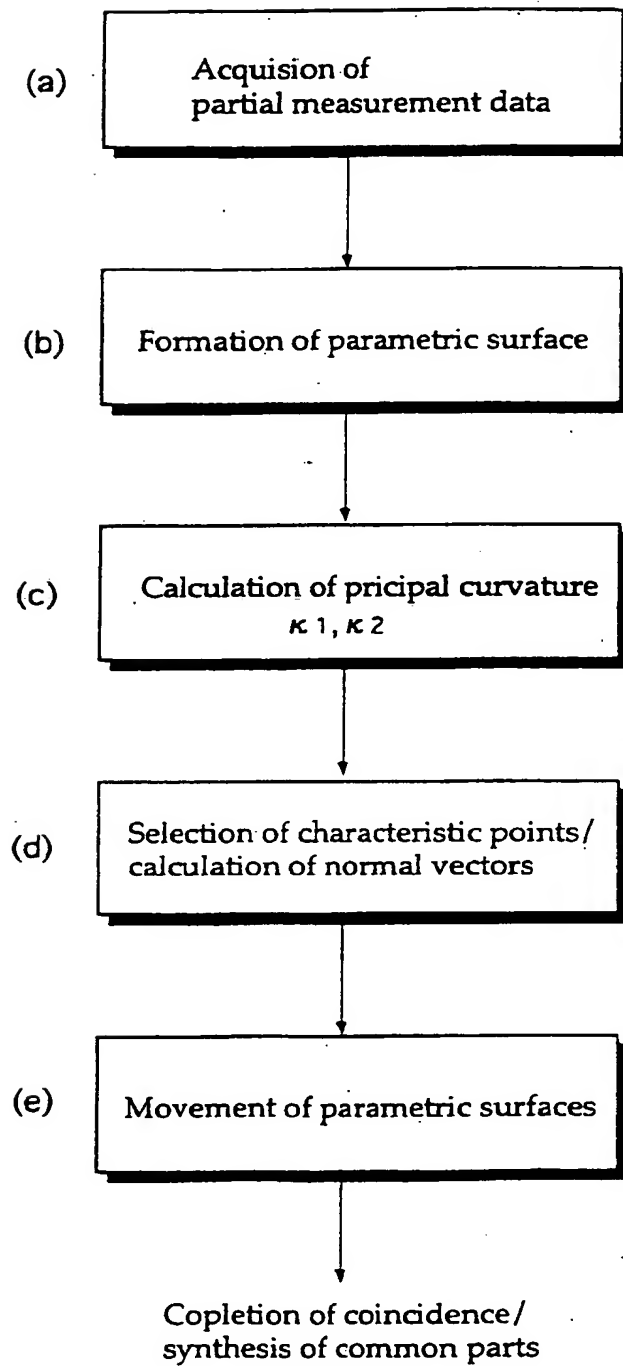 (a)
Acquision of
partial measurement data
(b)
Formation of parametric surface
(c)
Calculation of pricipal curvature
κ 1, κ 2
(d)
Selection of characteristic points/
calculation of normal vectors
(e)
Movement of parametric surfaces
Copletion of coincidence/
synthesis of common parts